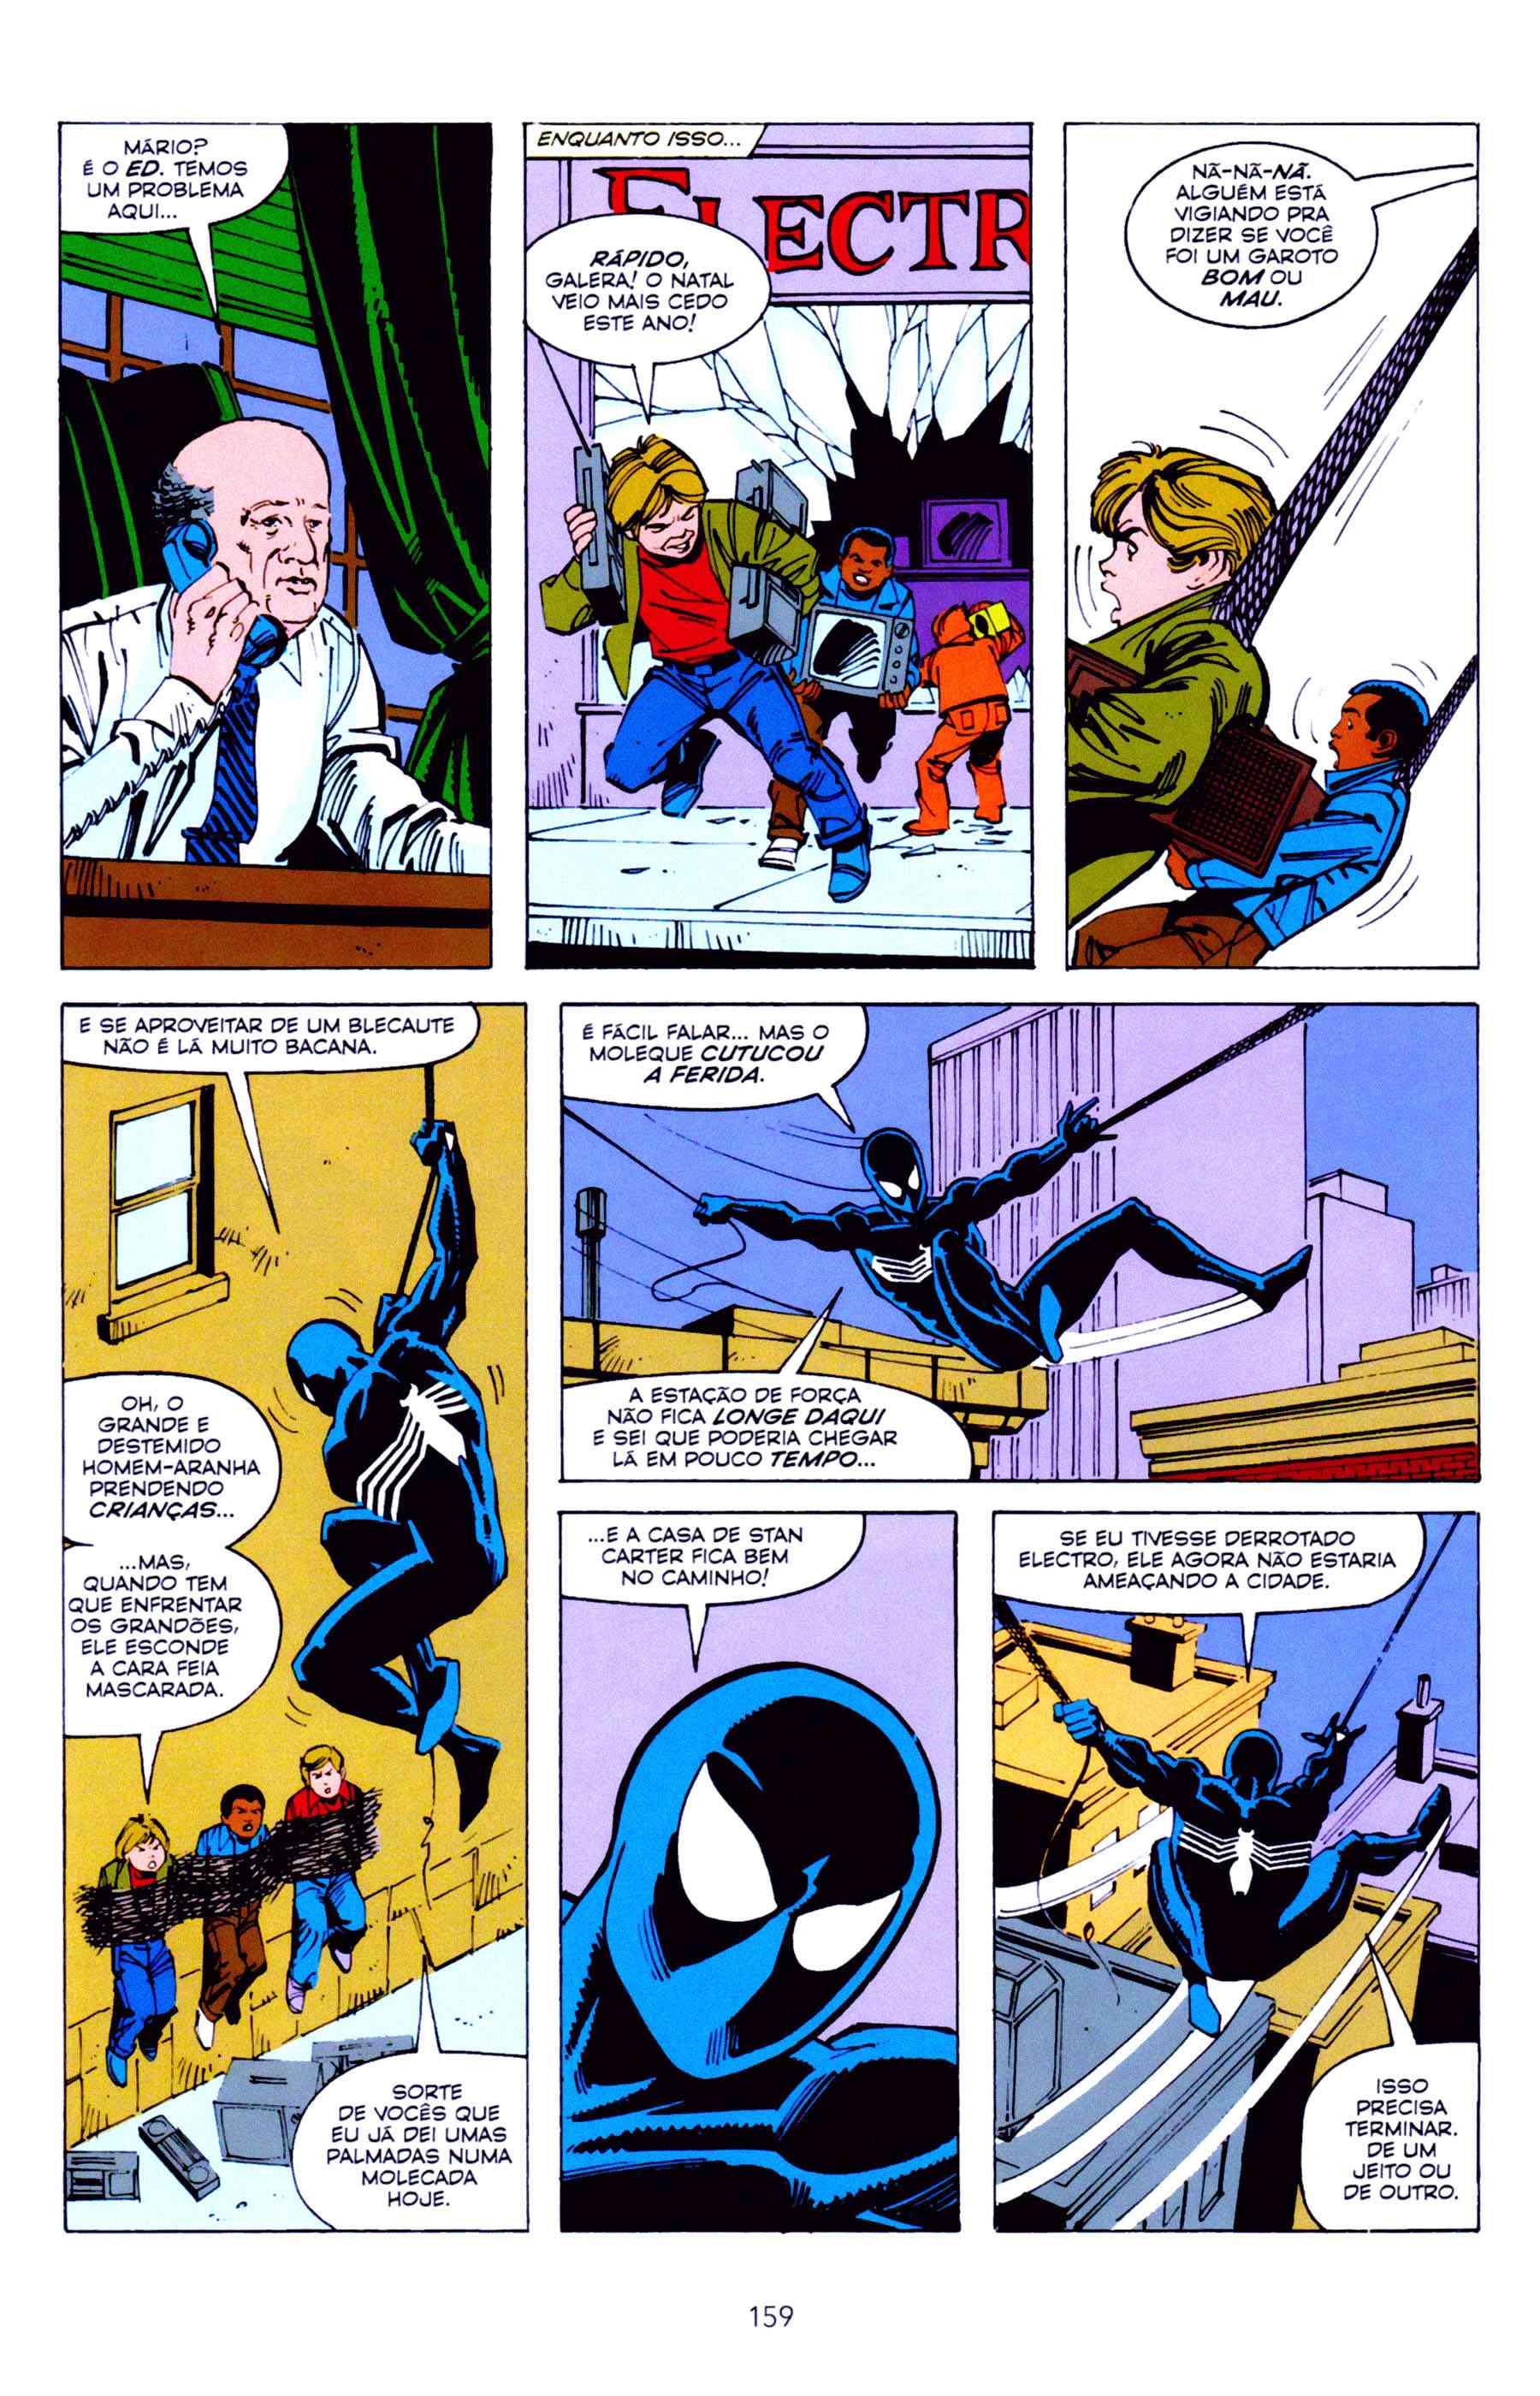 MÁRIO?
É O ED. TEMOS
UM PROBLEMA
AQUI...
ENQUANTO ISSO...
ELECTR
RÁPIDO,
GALERA! O NATAL
VEIO MAIS CEDO
ESTE ANO!
NÃ-NÃ-NÃ.
ALGUÉM ESTÁ
VIGIANDO PRA
DIZER SE VOCÊ
FOI UM GAROTO
BOM OU
MAU.
E SE APROVEITAR DE UM BLECAUTE
NÃO É LÁ MUITO BACANA.
OH, O
GRANDE E
DESTEMIDO
HOMEM-ARANHA
PRENDENDO
CRIANÇAS...
...MAS,
QUANDO TEM
QUE ENFRENTAR
OS GRANDÕES,
ELE ESCONDE
A CARA FEIA
MASCARADA.
SORTE
DE VOCÊS QUE
EU JÁ DEI UMAS
PALMADAS NUMA
MOLECADA
HOJE.
É FÁCIL FALAR... MAS O
MOLEQUE CUTUCOU
A FERIDA.
A ESTAÇÃO DE FORÇA
NÃO FICA LONGE DAQUI
E SEI QUE PODERIA CHEGAR
LÁ EM POUCO TEMPO...
...E A CASA DE STAN
CARTER FICA BEM
NO CAMINHO!
SE EU TIVESSE DERROTADO
ELECTRO, ELE AGORA NÃO ESTARIA
AMEAÇANDO A CIDADE.
ISSO
PRECISA
TERMINAR.
DE UM
JEITO OU
DE OUTRO.
159